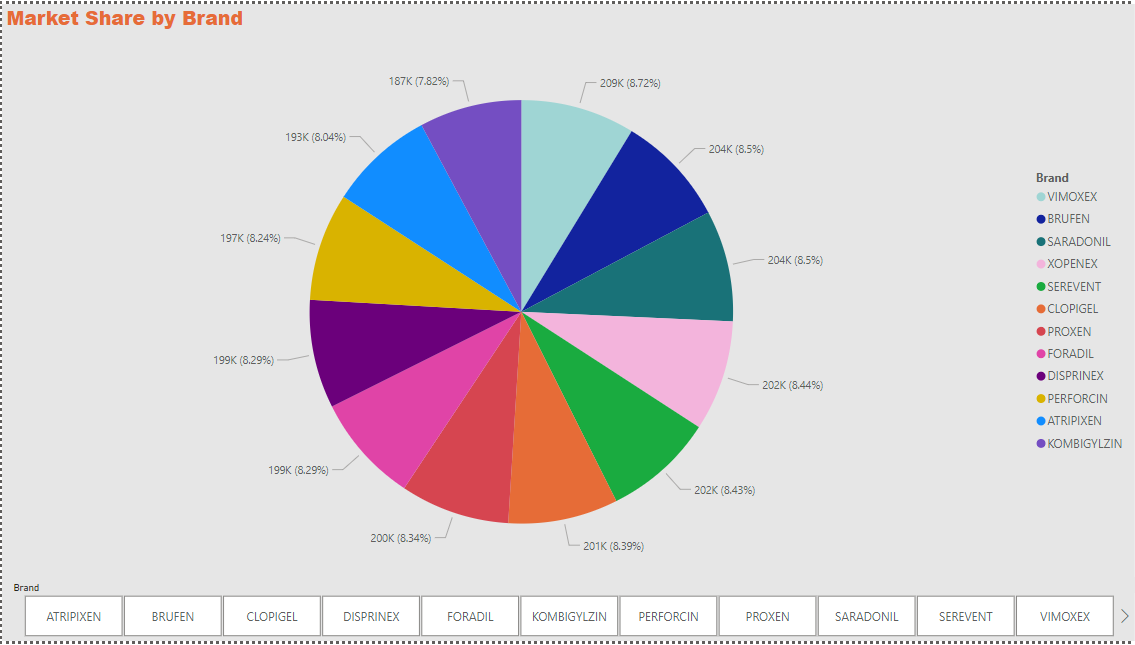 Market Share by Brand
187K (7.82%)
209K (8.72%)
193K (8.04%)
204K (8.5%)
197K (8.24%)
204K (8.5%)
199K (8.29%)
202K (8.44%)
199K (8.29%)
202K (8.43%)
200K (8.34%)
201K (8.39%)
Brand
VIMOXEX
BRUFEN
SARADONIL
XOPENEX
SEREVENT
CLOPIGEL
PROXEN
FORADIL
DISPRINEX
PERFORCIN
ATRIPIXEN
KOMBIGYLZIN
Brand
ATRIPIXEN BRUFEN CLOPIGEL DISPRINEX FORADIL KOMBIGYLZIN PERFORCIN PROXEN SARADONIL SEREVENT VIMOXEX